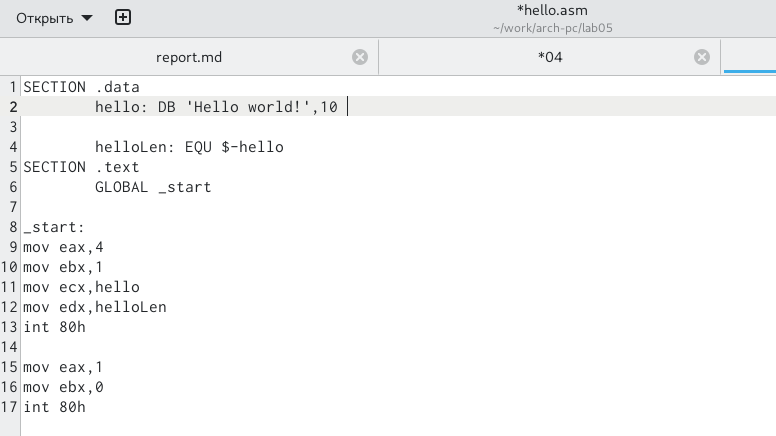 Открыть
*hello.asm
~/work/arch-pc/lab05
report.md
*04
1 SECTION .data
2 hello: DB 'Hello world!',10
3
4 helloLen: EQU $-hello
5 SECTION .text
6 GLOBAL _start
7
8 _start:
9 mov eax,4
10 mov ebx,1
11 mov ecx,hello
12 mov edx,helloLen
13 int 80h
14
15 mov eax,1
16 mov ebx,0
17 int 80h